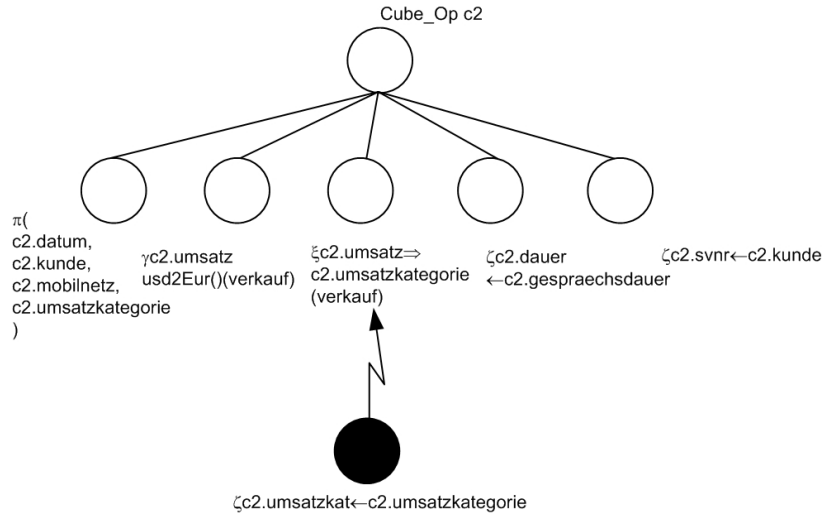 Cube_Op c2
π(
c2.datum,
c2.kunde,
c2.mobilnetz,
c2.umsatzkategorie
)
γc2.umsatz
usd2Eur()(verkauf)
ξc2.umsatz⇒
c2.umsatzkategorie
(verkauf)
ζc2.dauer
←c2.gespraechsdauer
ζc2.svnr←c2.kunde
ζc2.umsatzkat←c2.umsatzkategorie